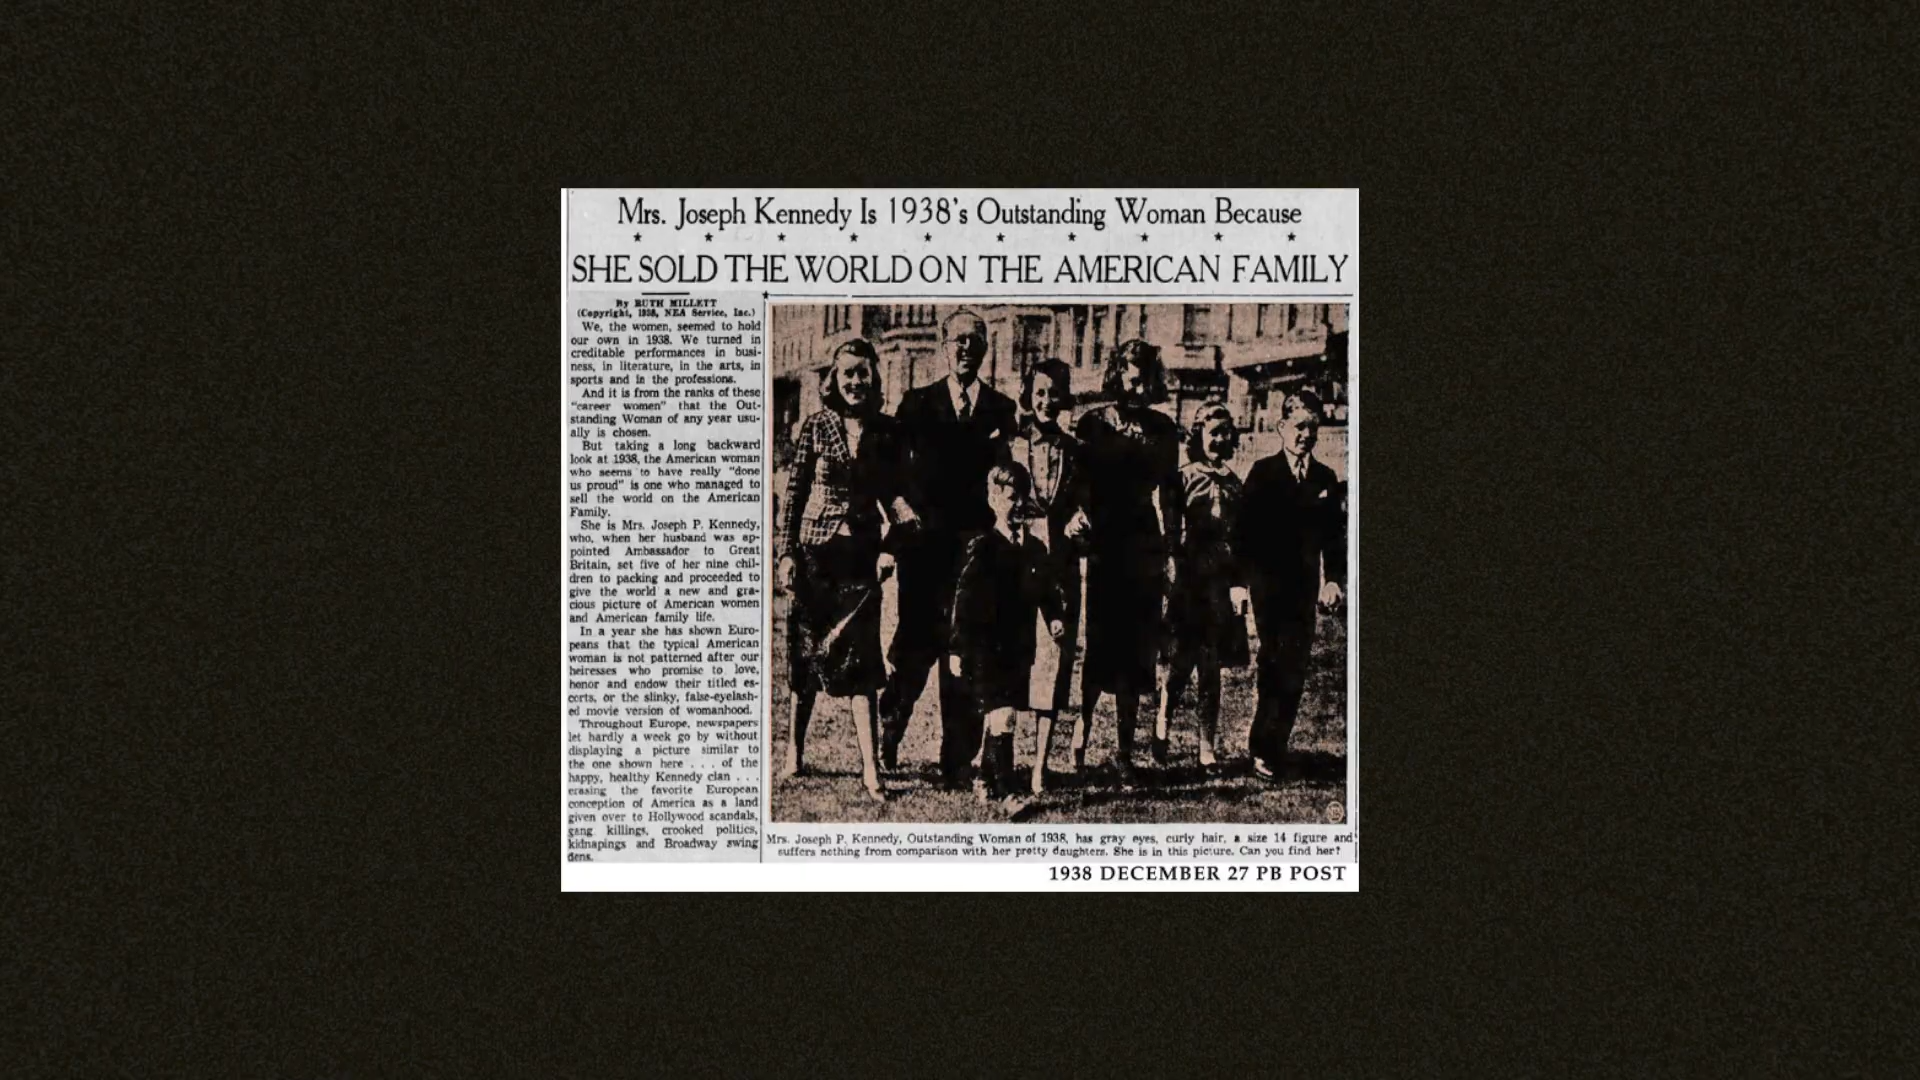 Mrs. Joseph Kennedy Is 1938's Outstanding Woman Because
SHE SOLD THE WORLD ON THE AMERICAN FAMILY
By RUTH MILLETT
(Copyright, 1938, NEA Service, Inc.)
We, the women, seemed to hold
our own in 1938. We turned in
creditable performances in busi-
ness, in literature, in the arts, in
sports and in the professions.
And it is from the ranks of these
"career women" that the Out-
standing Woman of any year usu-
ally is chosen.
But taking a long backward
look at 1938, the American woman
who seems to have really "done
us proud" is one who managed to
sell the world on the American
Family.
She is Mrs. Joseph P. Kennedy,
who, when her husband was ap-
pointed Ambassador to Great
Britain, set five of her nine chil-
dren to packing and proceeded to
give the world a new and gra-
cious picture of American women
and American family life.
In a year she has shown Euro-
peans that the typical American
woman is not patterned after our
heiresses who promise to love,
honor and endow their titled es-
corts, or the slinky, false-eyelash-
ed movie version of womanhood.
Throughout Europe, newspapers
let hardly a week go by without
displaying a picture similar to
the one shown here . . . of the
happy, healthy Kennedy clan . . .
erasing the favorite European
conception of America as a land
given over to Hollywood scandals,
gang killings, crooked politics,
kidnapings and Broadway swing
dens.
Mrs. Joseph P. Kennedy, Outstanding Woman of 1938, has gray eyes, curly hair, a size 14 figure and
suffers nothing from comparison with her pretty daughters. She is in this picture. Can you find her?
1938 DECEMBER 27 PB POST